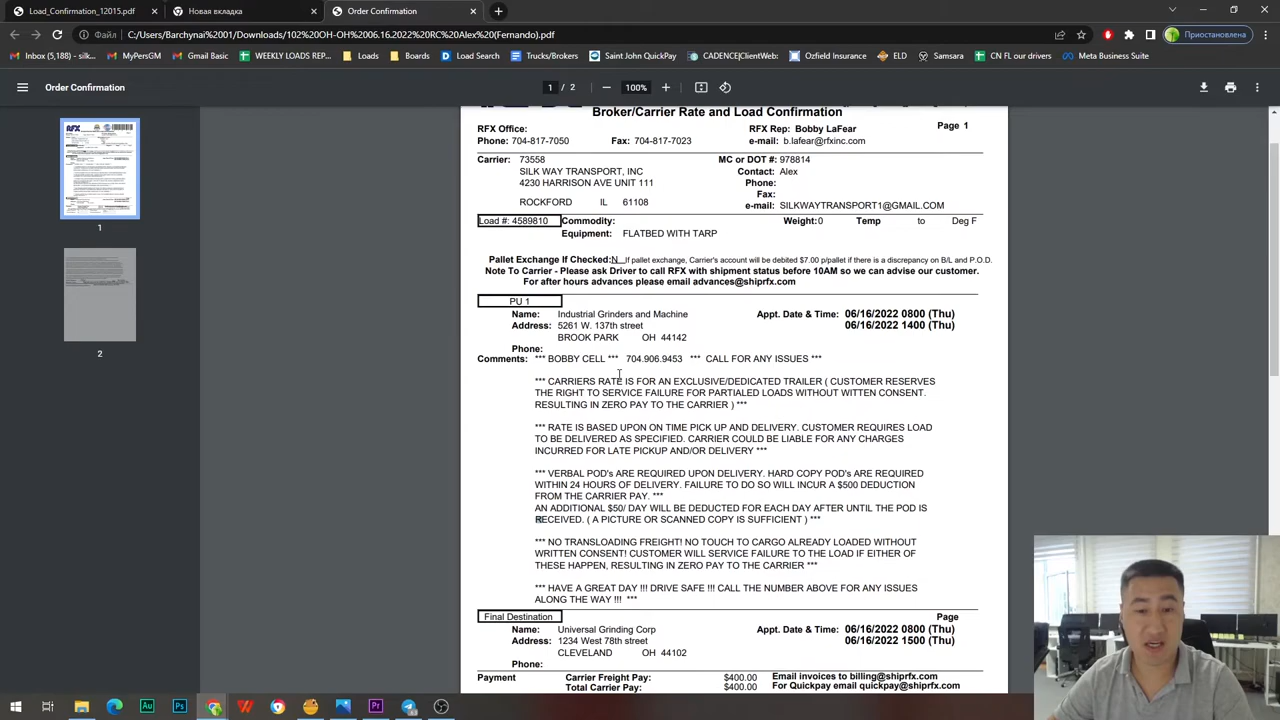 Load_Confirmation_12015.pdf
Новая вкладка
Order Confirmation
Файл
C:/Users/Barchynai2001/Downloads/102%20OH-OH%2006.16.2022%20RC%20Alex%20(Fernando).pdf
Приостановлена
Inbox (5,188) - silk...
MyPersGM
Gmail Basic
WEEKLY LOADS REP...
Loads
Boards
Load Search
Trucks/Brokers
Saint John QuickPay
CADENCE|ClientWeb:
Ozfield Insurance
ELD
Samsara
CN FL our drivers
Meta Business Suite
Order Confirmation
1 / 2
100%
1
2
Broker/Carrier Rate and Load Confirmation
Page 1
RFX Office:
RFX Rep: Bobby LaFear
Phone: 704-817-7050 Fax: 704-817-7023 e-mail: b.lafear@rfxinc.com
Carrier: 73558 MC or DOT #: 978814
SILK WAY TRANSPORT, INC Contact: Alex
4230 HARRISON AVE UNIT 111 Phone:
Fax:
ROCKFORD IL 61108 e-mail: SILKWAYTRANSPORT1@GMAIL.COM
Load #: 4589810 Commodity: Weight:0 Temp to Deg F
Equipment: FLATBED WITH TARP
Pallet Exchange If Checked:N If pallet exchange, Carrier's account will be debited $7.00 p/pallet if there is a discrepancy on B/L and P.O.D.
Note To Carrier - Please ask Driver to call RFX with shipment status before 10AM so we can advise our customer.
For after hours advances please email advances@shiprfx.com
PU 1
Name: Industrial Grinders and Machine Appt. Date & Time: 06/16/2022 0800 (Thu)
Address: 5261 W. 137th street 06/16/2022 1400 (Thu)
BROOK PARK OH 44142
Phone:
Comments: *** BOBBY CELL *** 704.906.9453 *** CALL FOR ANY ISSUES ***
*** CARRIERS RATE IS FOR AN EXCLUSIVE/DEDICATED TRAILER ( CUSTOMER RESERVES
THE RIGHT TO SERVICE FAILURE FOR PARTIALED LOADS WITHOUT WITTEN CONSENT.
RESULTING IN ZERO PAY TO THE CARRIER ) ***
*** RATE IS BASED UPON ON TIME PICK UP AND DELIVERY. CUSTOMER REQUIRES LOAD
TO BE DELIVERED AS SPECIFIED. CARRIER COULD BE LIABLE FOR ANY CHARGES
INCURRED FOR LATE PICKUP AND/OR DELIVERY ***
*** VERBAL POD's ARE REQUIRED UPON DELIVERY. HARD COPY POD's ARE REQUIRED
WITHIN 24 HOURS OF DELIVERY. FAILURE TO DO SO WILL INCUR A $500 DEDUCTION
FROM THE CARRIER PAY. ***
AN ADDITIONAL $50/ DAY WILL BE DEDUCTED FOR EACH DAY AFTER UNTIL THE POD IS
RECEIVED. ( A PICTURE OR SCANNED COPY IS SUFFICIENT ) ***
*** NO TRANSLOADING FREIGHT! NO TOUCH TO CARGO ALREADY LOADED WITHOUT
WRITTEN CONSENT! CUSTOMER WILL SERVICE FAILURE TO THE LOAD IF EITHER OF
THESE HAPPEN, RESULTING IN ZERO PAY TO THE CARRIER ***
*** HAVE A GREAT DAY !!! DRIVE SAFE !!! CALL THE NUMBER ABOVE FOR ANY ISSUES
ALONG THE WAY !!! ***
Final Destination Page
Name: Universal Grinding Corp Appt. Date & Time: 06/16/2022 0800 (Thu)
Address: 1234 West 78th street 06/16/2022 1500 (Thu)
CLEVELAND OH 44102
Phone:
Payment Carrier Freight Pay: $400.00 Email invoices to billing@shiprfx.com
Total Carrier Pay: $400.00 For Quickpay email quickpay@shiprfx.com